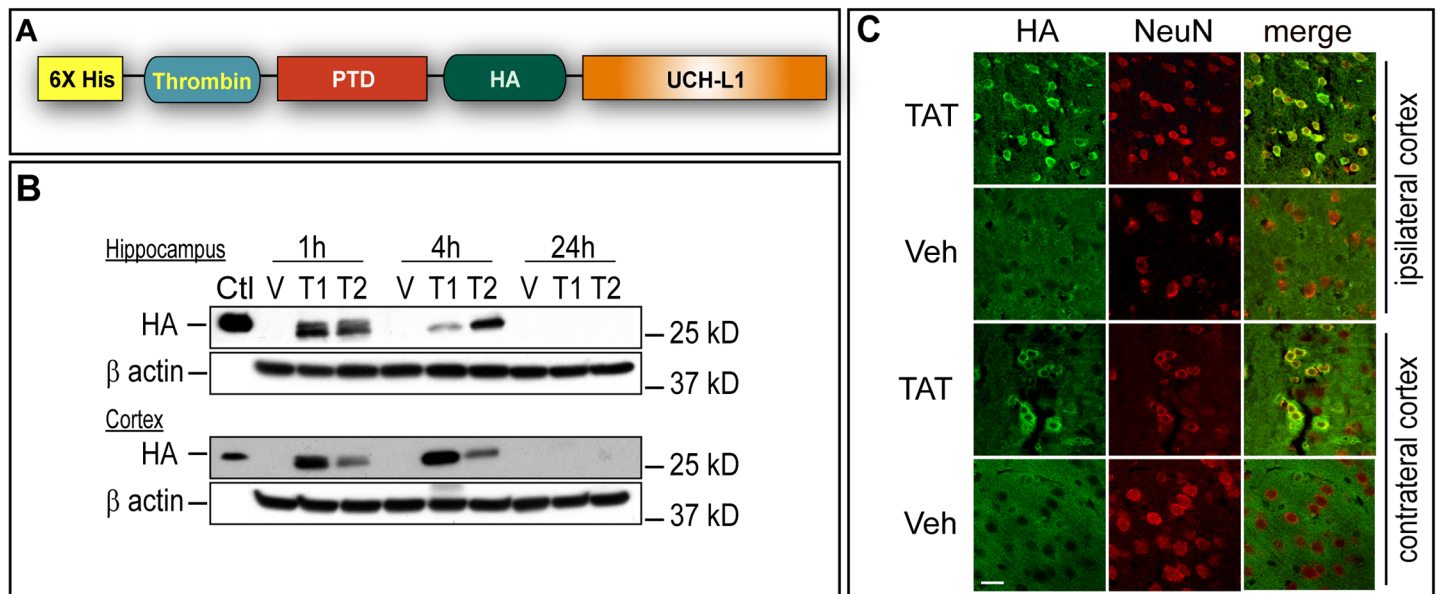 A
6X His Thrombin PTD HA UCH-L1
B
Hippocampus 1h 4h 24h
Ctl V T1 T2 V T1 T2 V T1 T2
HA – – 25 kD
β actin – – 37 kD
Cortex
HA – – 25 kD
β actin – – 37 kD
C
HA NeuN merge
TAT
Veh
ipsilateral cortex
TAT
Veh
contrateral cortex